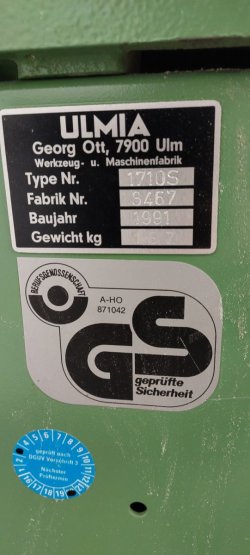 ULMIA
Georg Ott, 7900 Ulm
Werkzeug- u. Maschinenfabrik
Type Nr. 1710S
Fabrik Nr. 6467
Baujahr 1991
Gewicht kg
BERUFSGENOSSENSCHAFT
A-HO
871042
GS
geprüfte
Sicherheit
geprüft nach
DGUV Vorschrift 3
Nächster
Prüftermin